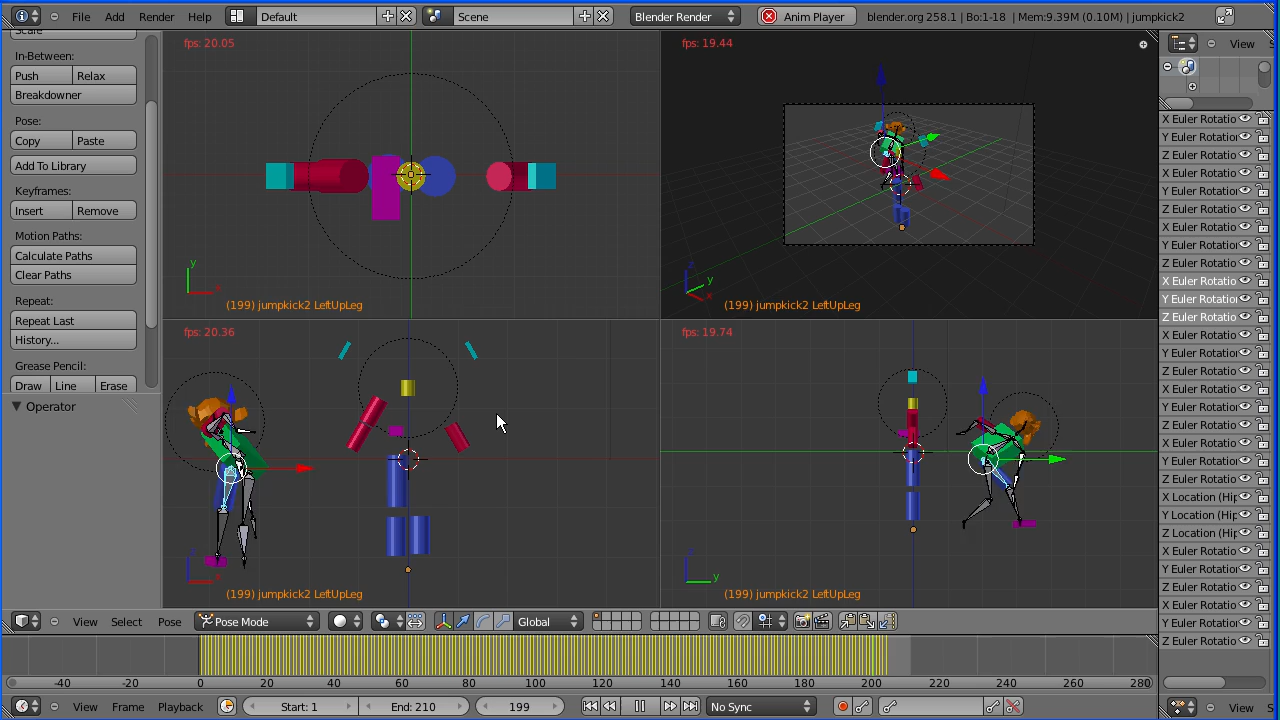 File Add Render Help Default Scene Blender Render Anim Player blender.org 258.1 | Bo:1-18 | Mem:9.39M (0.10M) | jumpkick2
Scale
In-Between:
Push Relax
Breakdowner
Pose:
Copy Paste
Add To Library
Keyframes:
Insert Remove
Motion Paths:
Calculate Paths
Clear Paths
Repeat:
Repeat Last
History...
Grease Pencil:
Draw Line Erase
Operator
fps: 20.05
y
x
(199) jumpkick2 LeftUpLeg
fps: 19.44
z
y
x
(199) jumpkick2 LeftUpLeg
fps: 20.36
z
x
(199) jumpkick2 LeftUpLeg
fps: 19.74
z
y
(199) jumpkick2 LeftUpLeg
View S
X Euler Rotatio
Y Euler Rotatio
Z Euler Rotatio
X Euler Rotatio
Y Euler Rotatio
Z Euler Rotatio
X Euler Rotatio
Y Euler Rotatio
Z Euler Rotatio
X Euler Rotatio
Y Euler Rotatio
Z Euler Rotatio
X Euler Rotatio
Y Euler Rotatio
Z Euler Rotatio
X Euler Rotatio
Y Euler Rotatio
Z Euler Rotatio
X Euler Rotatio
Y Euler Rotatio
Z Euler Rotatio
X Location (Hip
Y Location (Hip
Z Location (Hip
X Euler Rotatio
Y Euler Rotatio
Z Euler Rotatio
X Euler Rotatio
Y Euler Rotatio
Z Euler Rotatio
View Select Pose Pose Mode Global
-40 -20 0 20 40 60 80 100 120 140 160 180 200 220 240 260 280
View Frame Playback Start: 1 End: 210 199 No Sync
View S